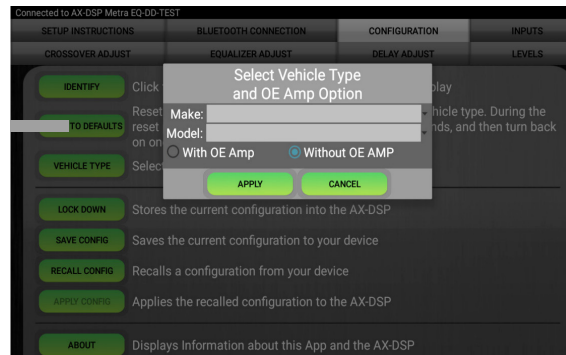 Connected to AX-DSP Metra EQ-DD-TEST
SETUP INSTRUCTIONS BLUETOOTH CONNECTION CONFIGURATION INPUTS
CROSSOVER ADJUST EQUALIZER ADJUST DELAY ADJUST LEVELS
IDENTIFY Click play
Select Vehicle Type
and OE Amp Option
Make:
Model:
With OE Amp Without OE AMP
APPLY CANCEL
TO DEFAULTS Reset hicle type. During the
reset nds, and then turn back
on
VEHICLE TYPE Select
LOCK DOWN Stores the current configuration into the AX-DSP
SAVE CONFIG Saves the current configuration to your device
RECALL CONFIG Recalls a configuration from your device
APPLY CONFIG Applies the recalled configuration to the AX-DSP
ABOUT Displays Information about this App and the AX-DSP